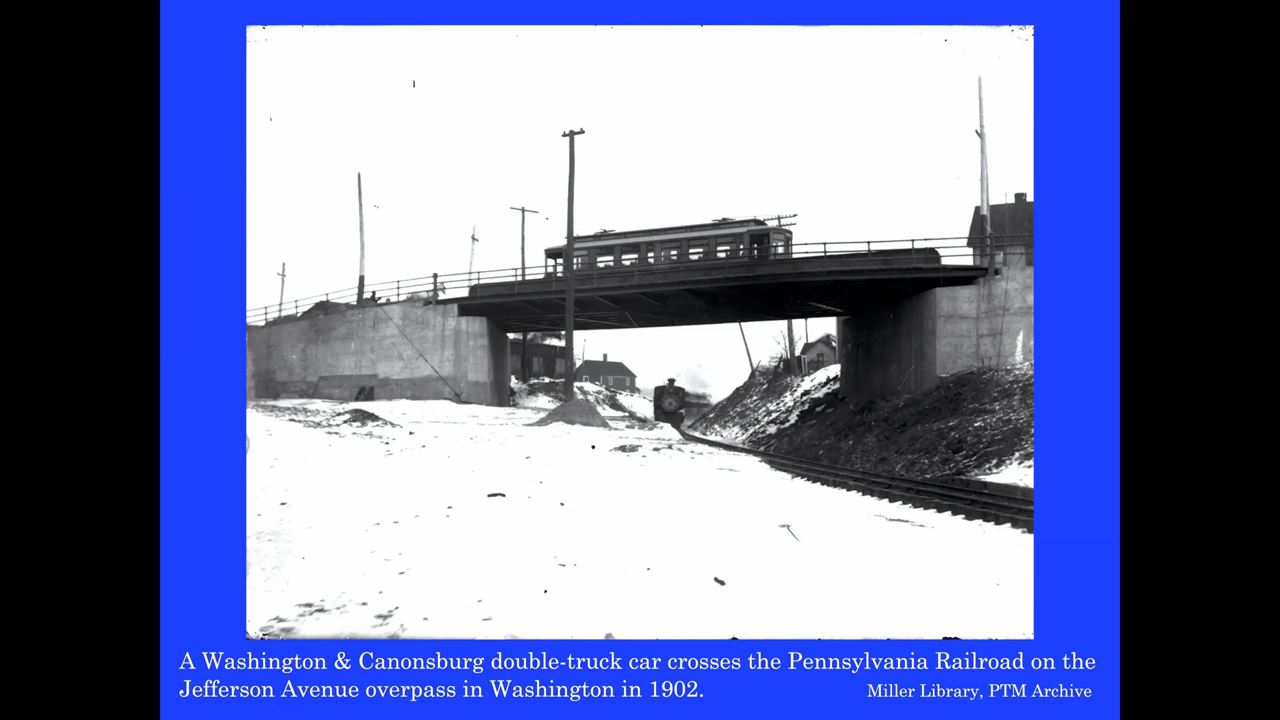 A Washington & Canonsburg double-truck car crosses the Pennsylvania Railroad on the
Jefferson Avenue overpass in Washington in 1902.
Miller Library, PTM Archive